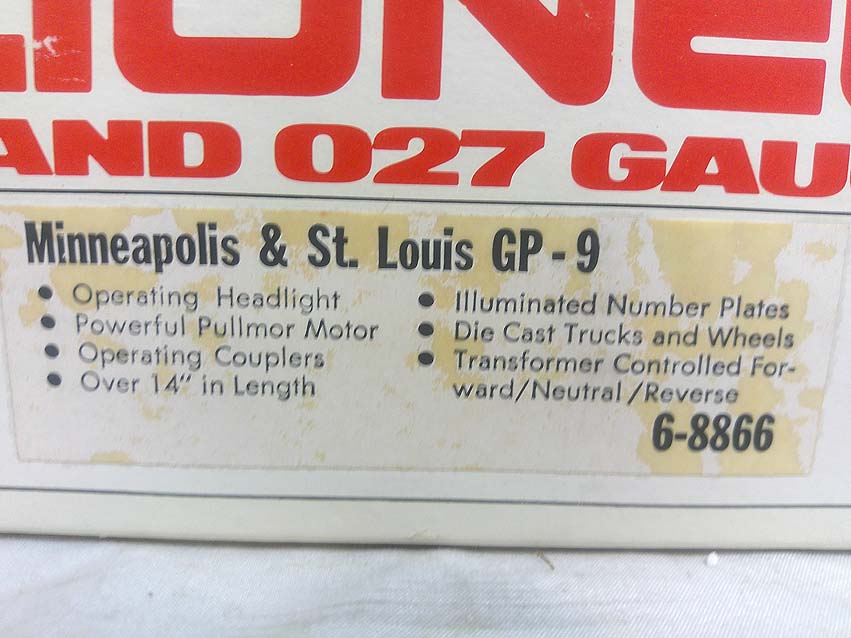 LIONEL
AND 027 GAU
Minneapolis & St. Louis GP-9
• Operating Headlight
• Powerful Pullmor Motor
• Operating Couplers
• Over 14" in Length
• Illuminated Number Plates
• Die Cast Trucks and Wheels
• Transformer Controlled For-
ward/Neutral/Reverse
6-8866